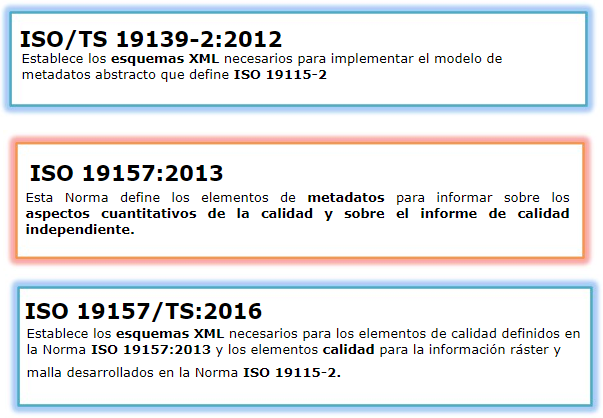 ISO/TS 19139-2:2012
Establece los esquemas XML necesarios para implementar el modelo de
metadatos abstracto que define ISO 19115-2
ISO 19157:2013
Esta Norma define los elementos de metadatos para informar sobre los
aspectos cuantitativos de la calidad y sobre el informe de calidad
independiente.
ISO 19157/TS:2016
Establece los esquemas XML necesarios para los elementos de calidad definidos en
la Norma ISO 19157:2013 y los elementos calidad para la información ráster y
malla desarrollados en la Norma ISO 19115-2.